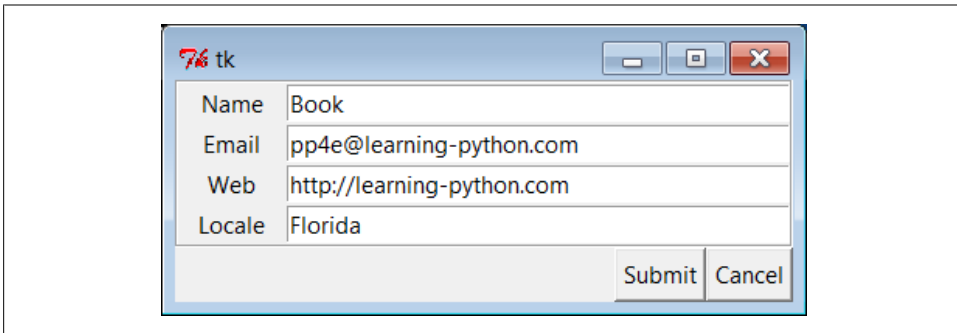 tk
Name Book
Email pp4e@learning-python.com
Web http://learning-python.com
Locale Florida
Submit Cancel